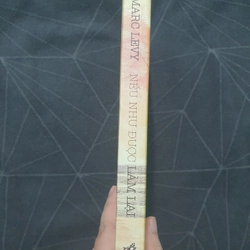 MARC LEVY
NẾU NHƯ ĐƯỢC LÀM LẠI